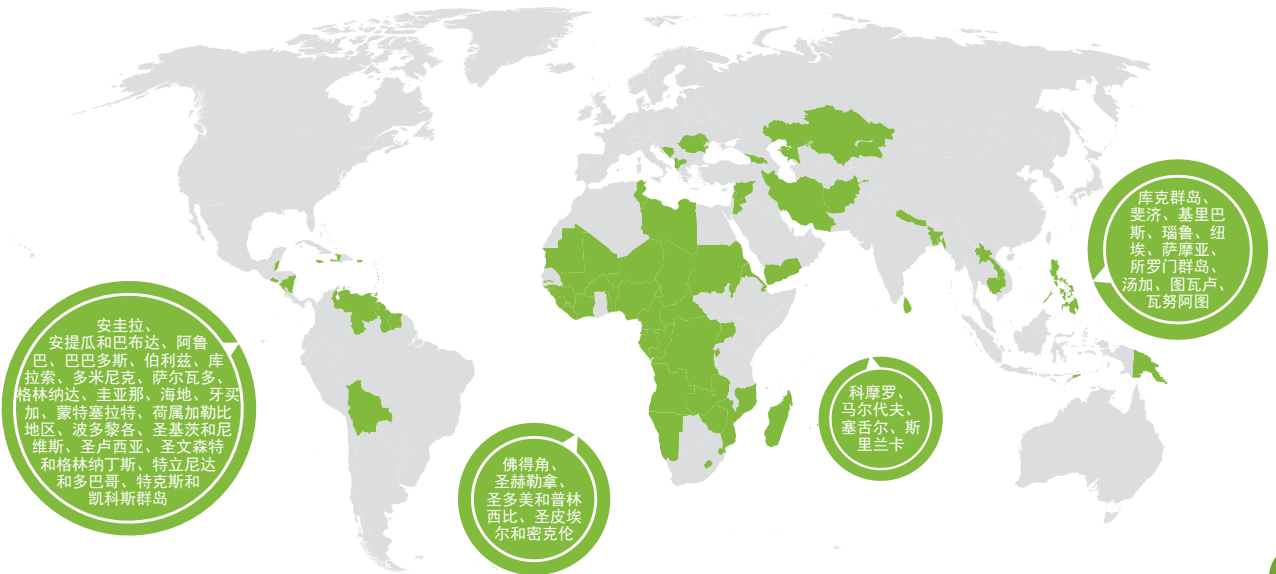 安圭拉、
安提瓜和巴布达、阿鲁
巴、巴巴多斯、伯利兹、库
拉索、多米尼克、萨尔瓦多、
格林纳达、圭亚那、海地、牙买
加、蒙特塞拉特、荷属加勒比
地区、波多黎各、圣基茨和尼
维斯、圣卢西亚、圣文森特
和格林纳丁斯、特立尼达
和多巴哥、特克斯和
凯科斯群岛
佛得角、
圣赫勒拿、
圣多美和普林
西比、圣皮埃
尔和密克伦
科摩罗、
马尔代夫、
塞舌尔、斯
里兰卡
库克群岛、
斐济、基里巴
斯、瑙鲁、纽
埃、萨摩亚、
所罗门群岛、
汤加、图瓦卢、
瓦努阿图